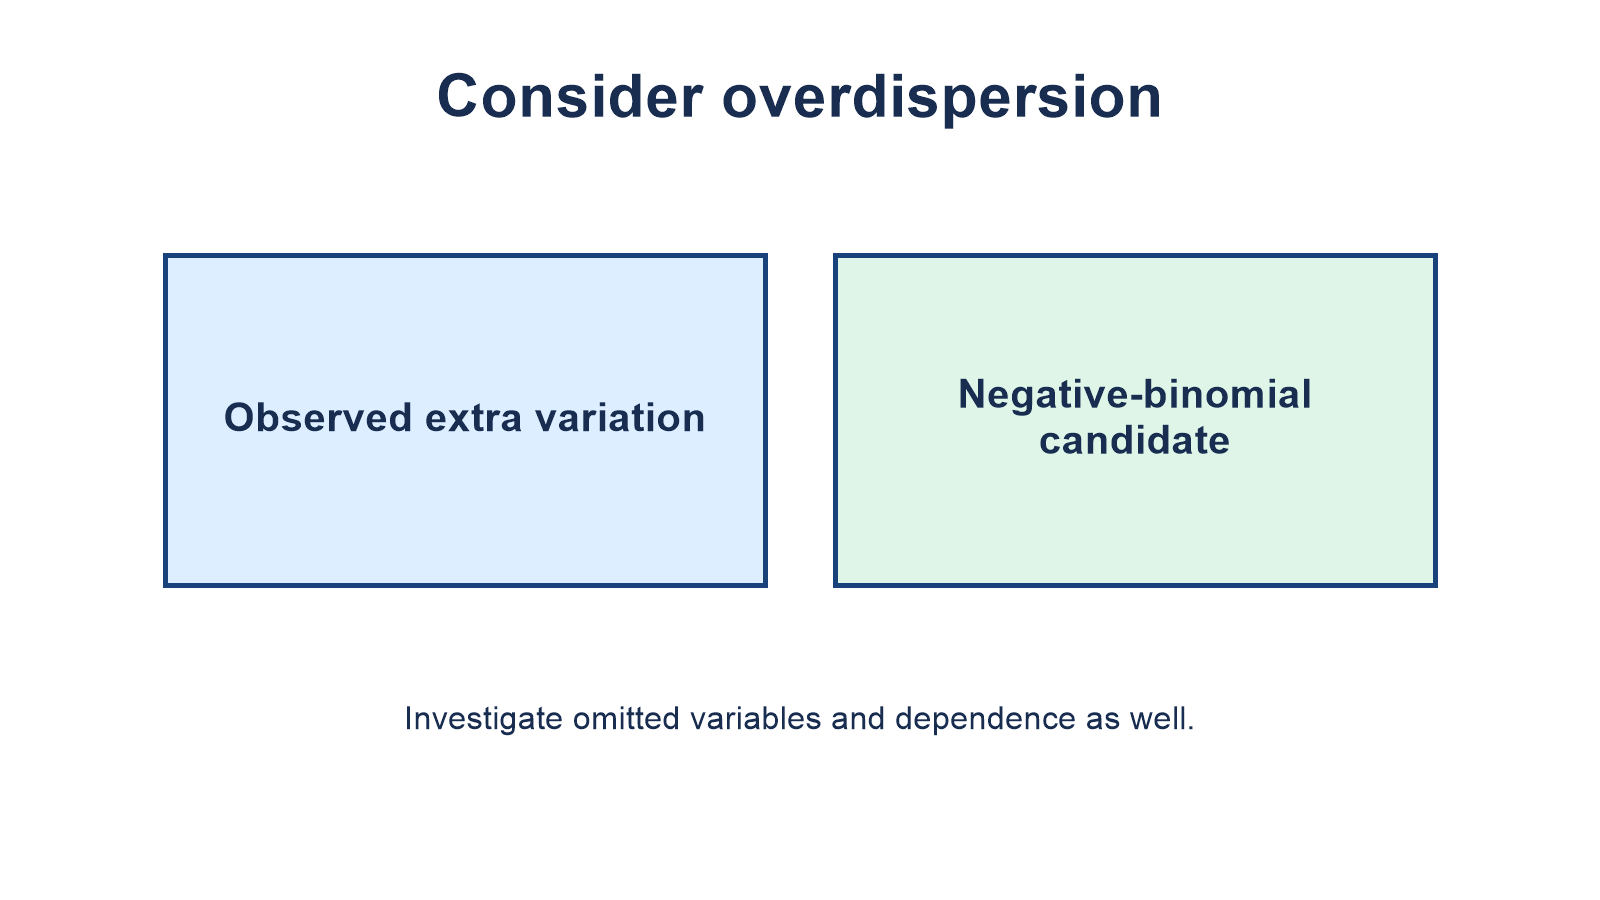 Consider overdispersion
Observed extra variation
Negative-binomial
candidate
Investigate omitted variables and dependence as well.